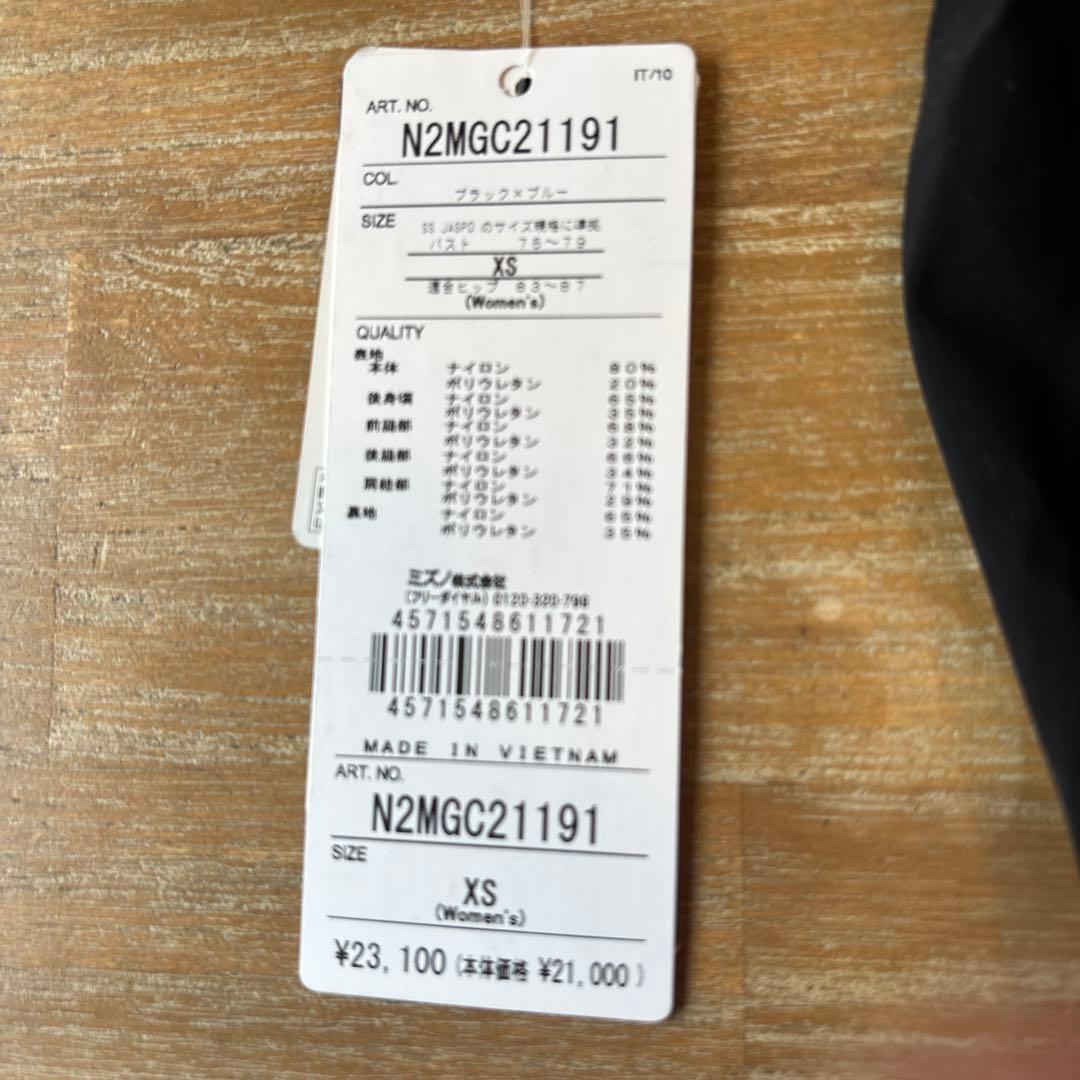 IT/10
ART. NO.
N2MGC21191
COL.
ブラック×ブルー
SIZE
SS JASPO のサイズ規格に準拠
バスト 75〜79
XS
適合ヒップ 83〜87
(Women's)
QUALITY
表地
本体 ナイロン 80%
ポリウレタン 20%
後身頃 ナイロン 65%
ポリウレタン 35%
前脇部 ナイロン 68%
ポリウレタン 32%
後脇部 ナイロン 66%
ポリウレタン 34%
ナイロン 71%
ポリウレタン 29%
裏地 ナイロン 65%
ポリウレタン 35%
ミズノ株式会社
(フリーダイヤル) 0120-320-799
4571548611721
4571548611721
MADE IN VIETNAM
ART. NO.
N2MGC21191
SIZE
XS
(Women's)
¥23,100 (本体価格 ¥21,000 )